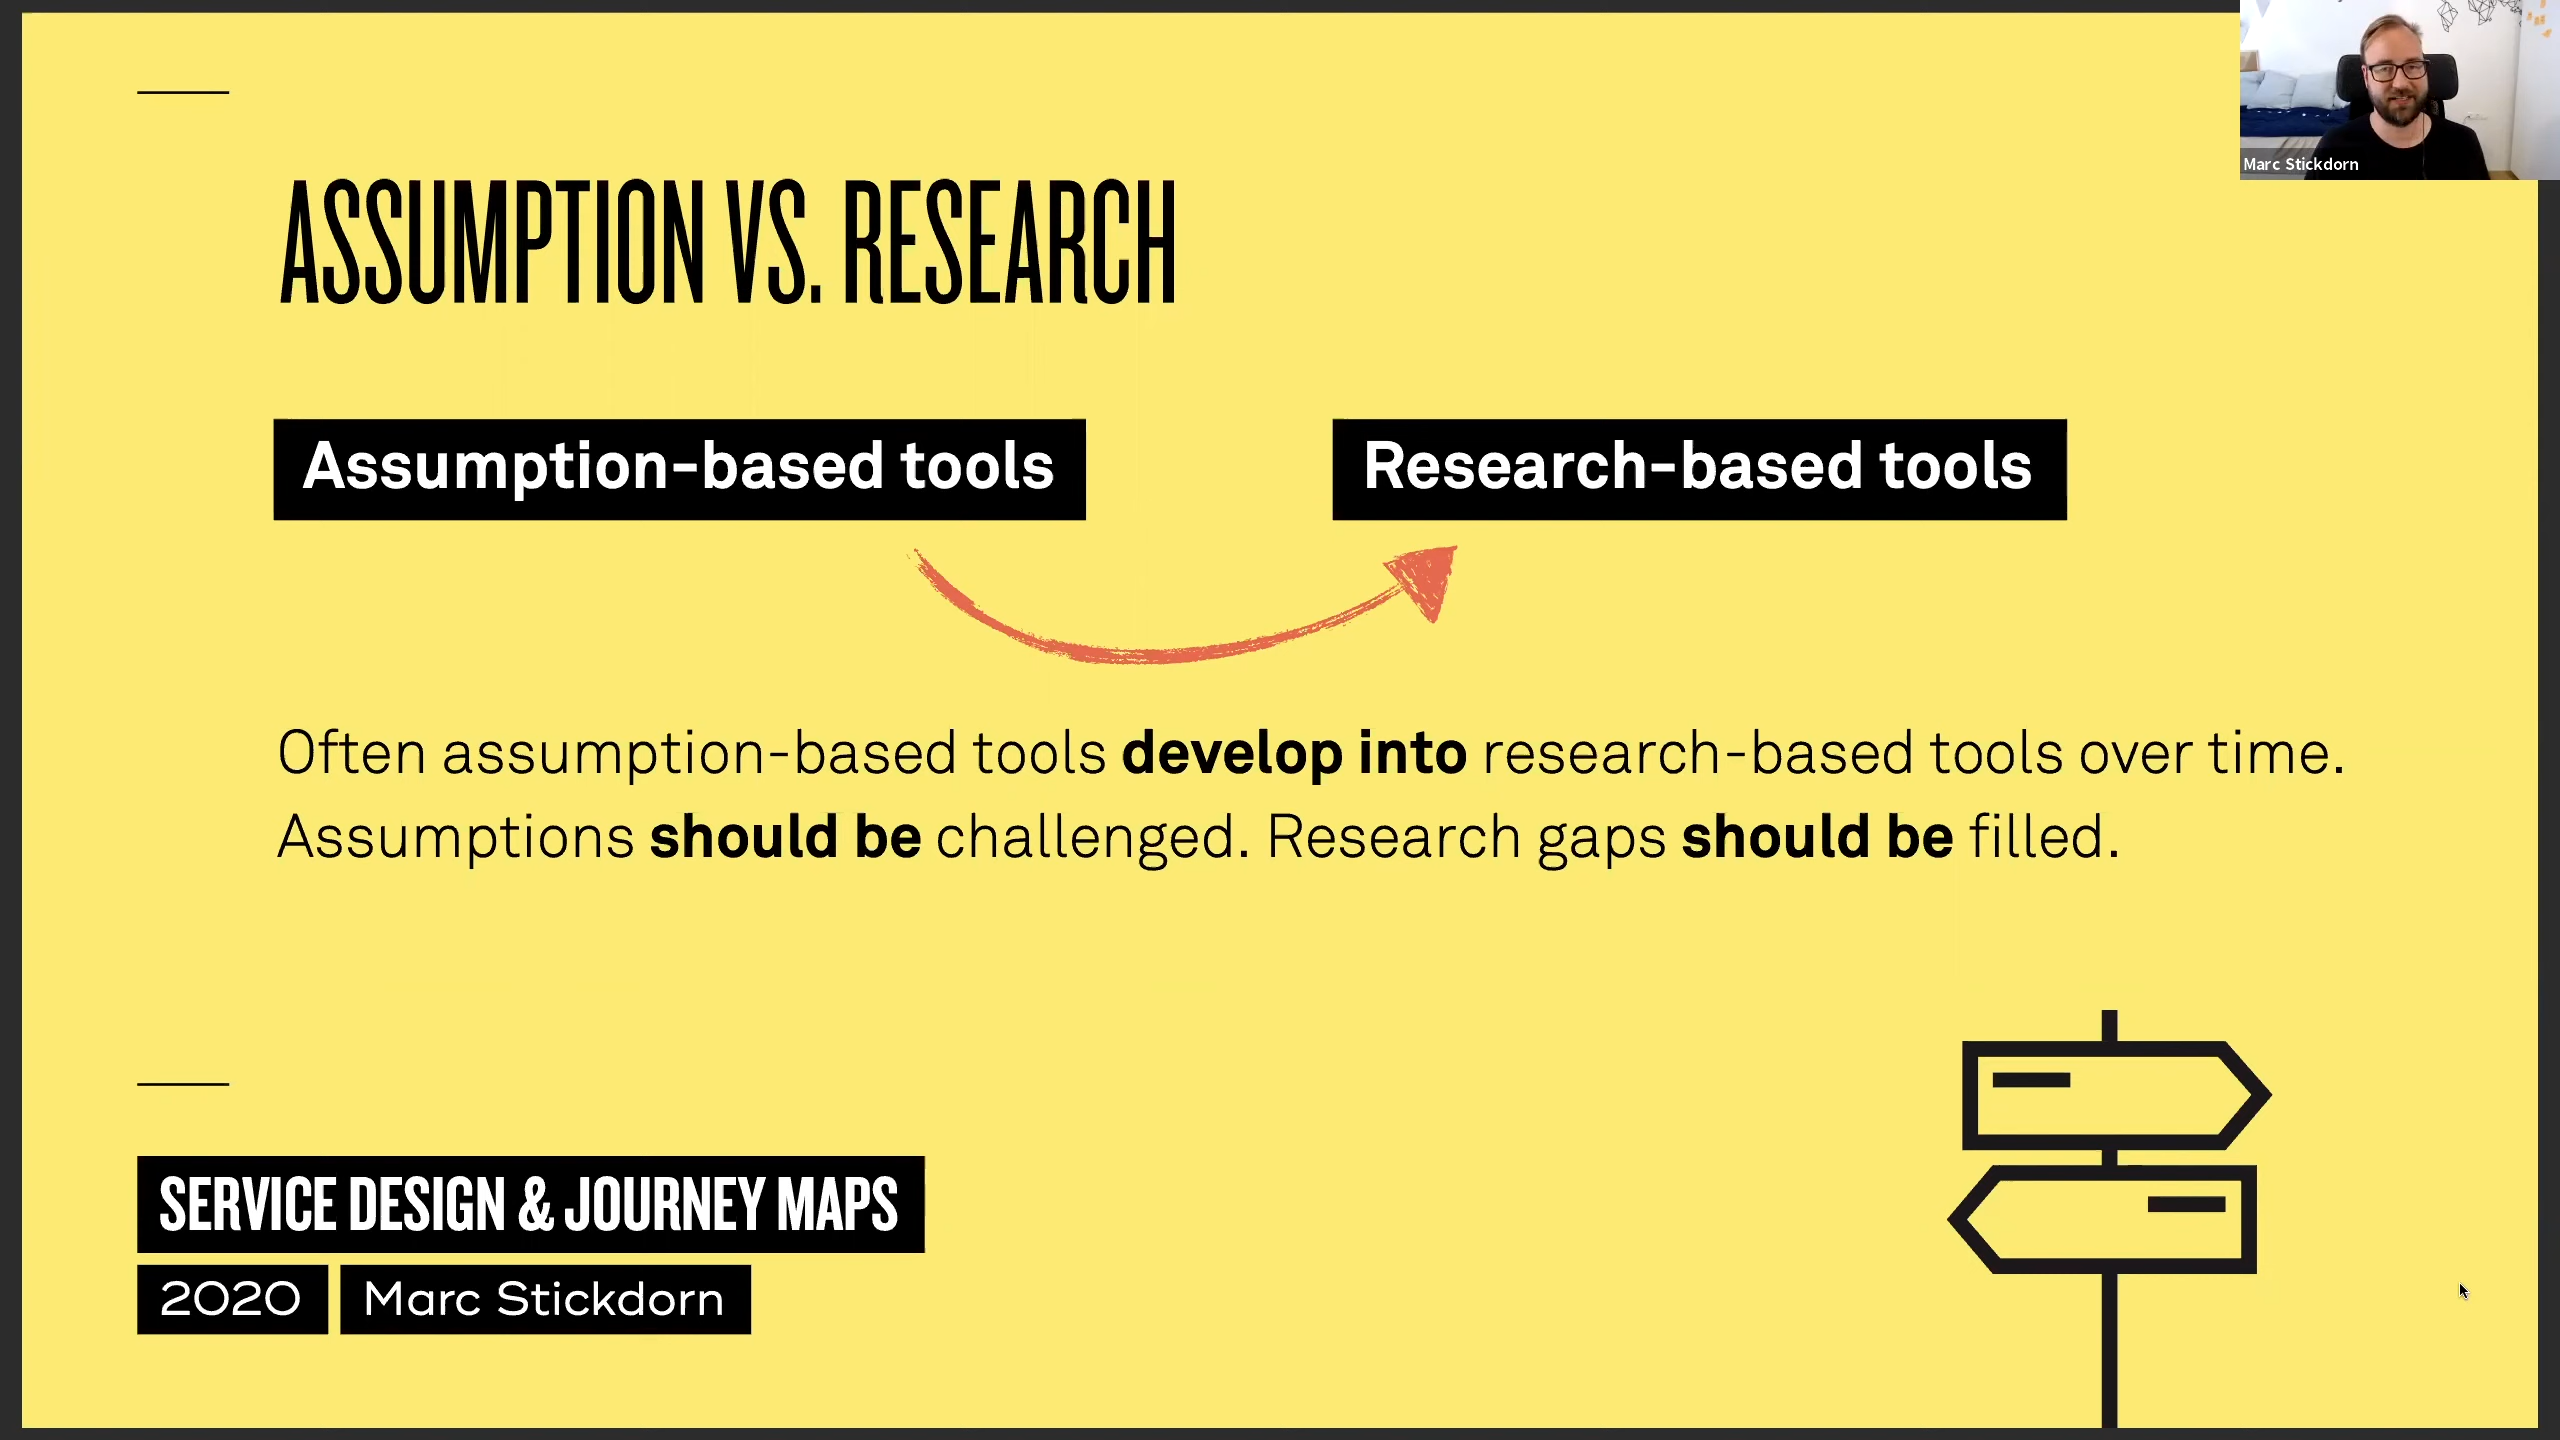 Marc Stickdorn
ASSUMPTION VS. RESEARCH
Assumption-based tools
Research-based tools
Often assumption-based tools develop into research-based tools over time.
Assumptions should be challenged. Research gaps should be filled.
SERVICE DESIGN & JOURNEY MAPS
2020
Marc Stickdorn